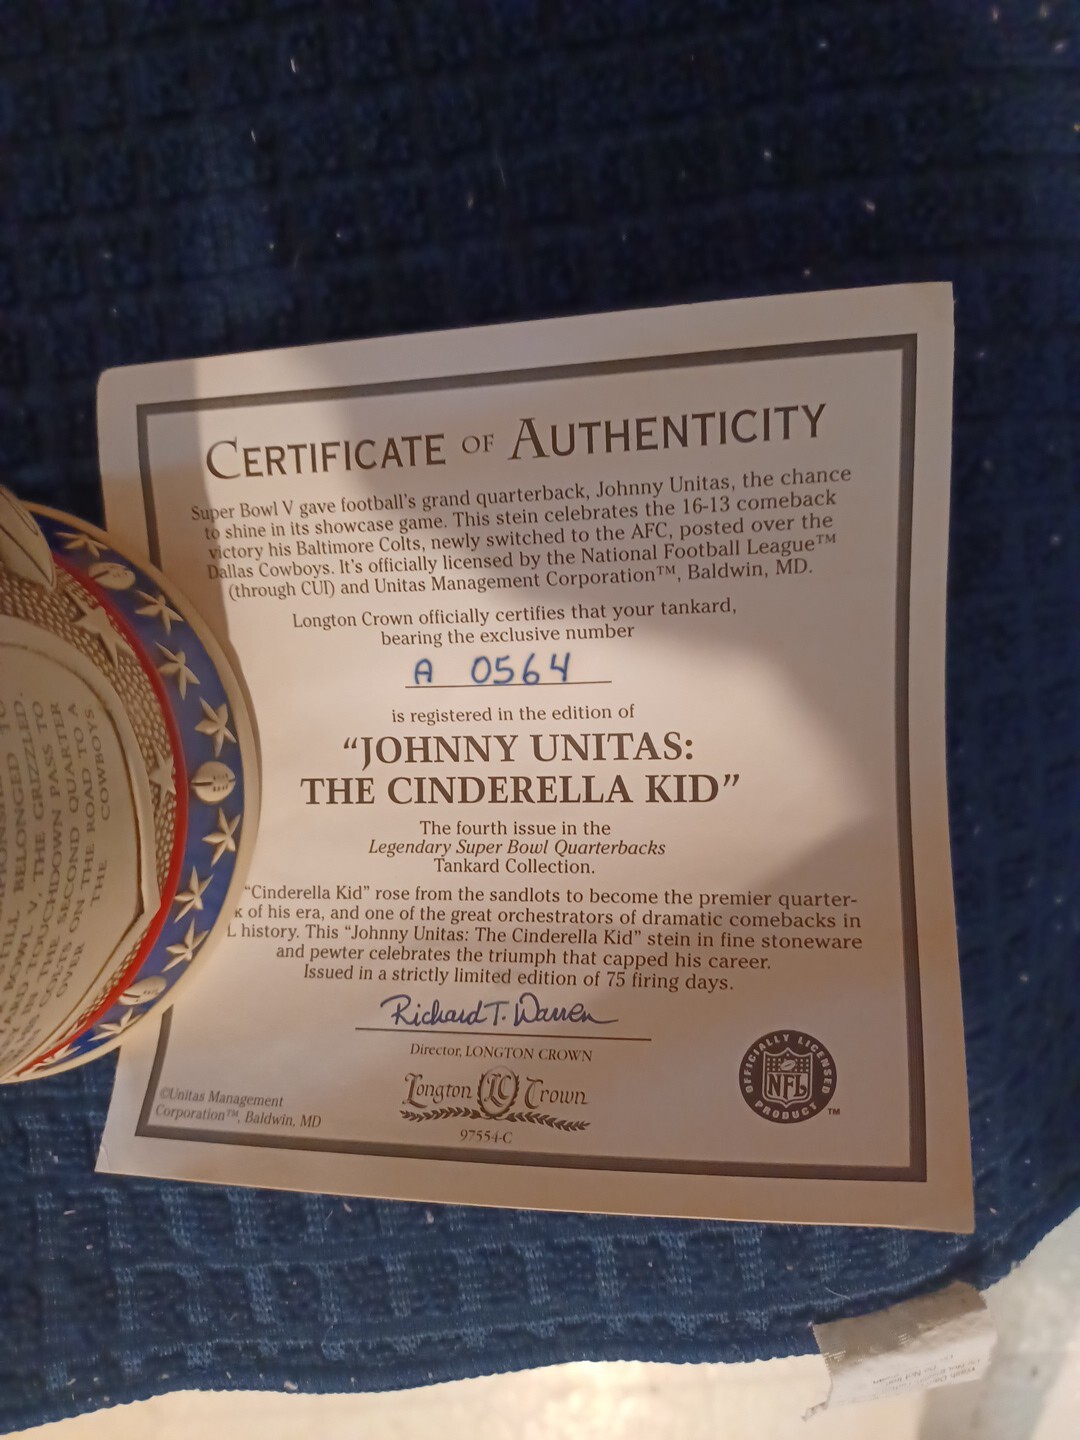 CERTIFICATE OF AUTHENTICITY
Super Bowl V gave football's grand quarterback, Johnny Unitas, the chance
to shine in its showcase game. This stein celebrates the 16-13 comeback
victory his Baltimore Colts, newly switched to the AFC, posted over the
Dallas Cowboys. It's officially licensed by the National Football League™
(through CUI) and Unitas Management Corporation™, Baldwin, MD.
Longton Crown officially certifies that your tankard,
bearing the exclusive number
A 0564
is registered in the edition of
"JOHNNY UNITAS:
THE CINDERELLA KID"
The fourth issue in the
Legendary Super Bowl Quarterbacks
Tankard Collection.
"Cinderella Kid" rose from the sandlots to become the premier quarter-
k of his era, and one of the great orchestrators of dramatic comebacks in
L history. This "Johnny Unitas: The Cinderella Kid" stein in fine stoneware
and pewter celebrates the triumph that capped his career.
Issued in a strictly limited edition of 75 firing days.
Richard T. Warren
Director, LONGTON CROWN
Longton LC Crown
97554-C
©Unitas Management
Corporation™, Baldwin, MD
OFFICIALLY LICENSED
NFL
PRODUCT ™
STILL BELONGED TO
BOWL V, THE GRIZZLED
IN TOUCHDOWN PASS TO
THE SECOND QUARTER
COLTS ON THE ROAD TO A
OVER THE COWBOYS